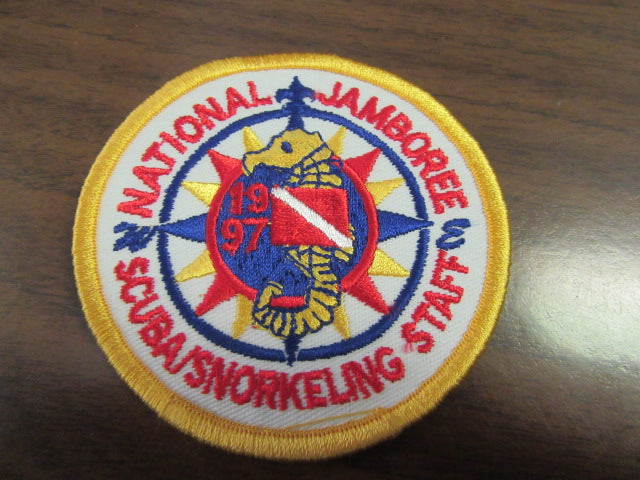 NATIONAL JAMBOREE
19
97
W
E
SCUBA/SNORKELING STAFF